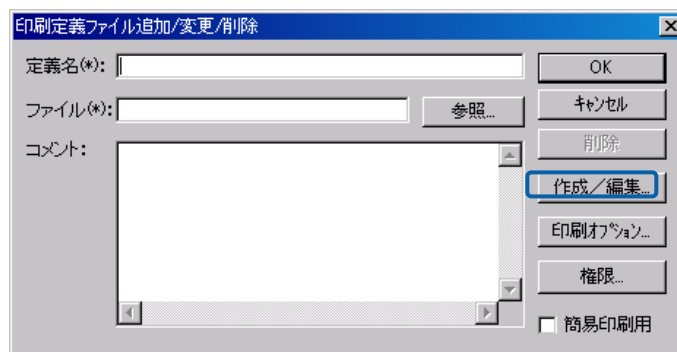 印刷定義ファイル追加/変更/削除
定義名(*):
OK
ファイル(*):
参照...
キャンセル
コメント:
削除
作成／編集...
印刷オプション...
権限...
簡易印刷用